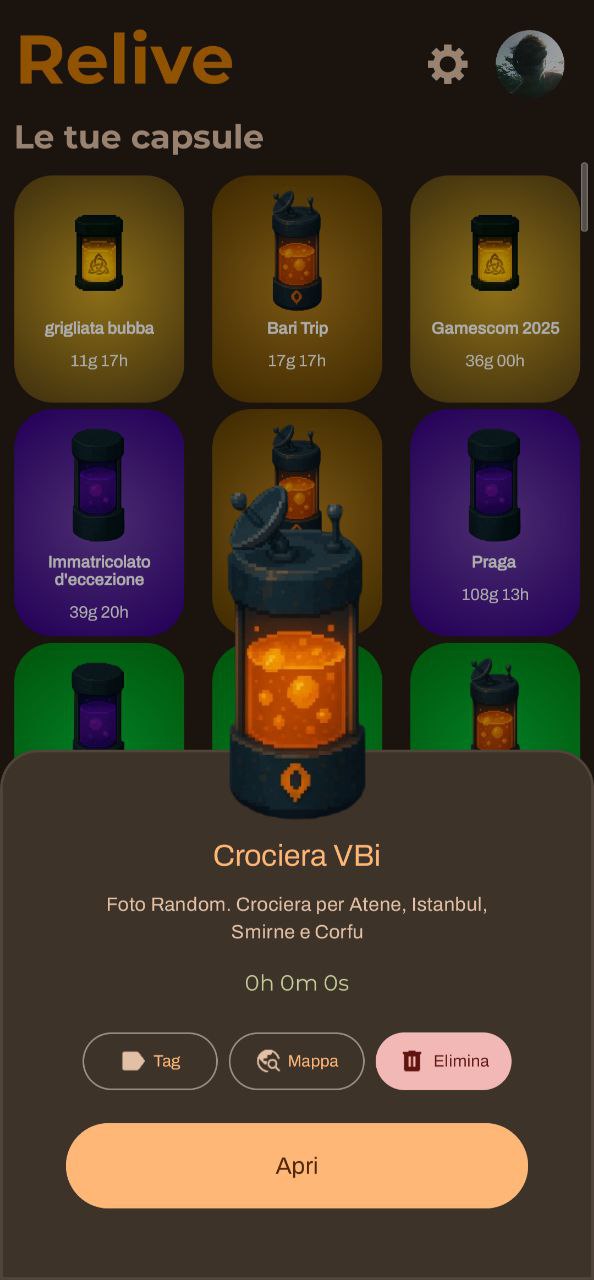 Relive
Le tue capsule
grigliata bubba
11g 17h
Bari Trip
17g 17h
Gamescom 2025
36g 00h
Immatricolato
d'eccezione
39g 20h
Praga
108g 13h
Crociera VBi
Foto Random. Crociera per Atene, Istanbul,
Smirne e Corfu
0h 0m 0s
Tag
Mappa
Elimina
Apri